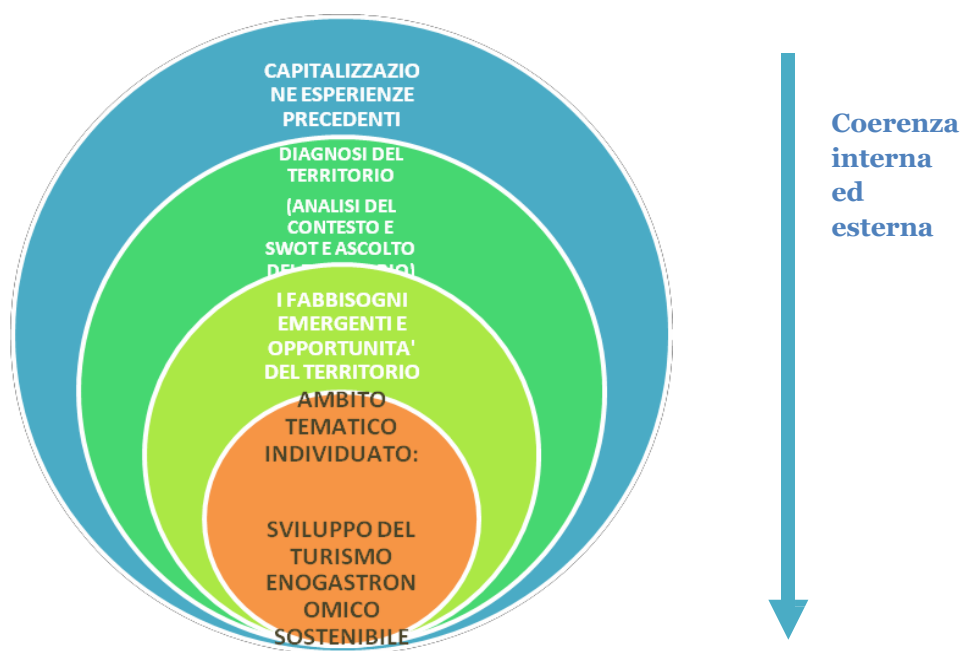 CAPITALIZZAZIO
NE ESPERIENZE
PRECEDENTI
DIAGNOSI DEL
TERRITORIO
(ANALISI DEL
CONTESTO E
SWOT E ASCOLTO
I FABBISOGNI
EMERGENTI E
OPPORTUNITA'
DEL TERRITORIO
AMBITO
TEMATICO
INDIVIDUATO:
SVILUPPO DEL
TURISMO
ENOGASTRON
OMICO
SOSTENIBILE
Coerenza
interna
ed
esterna